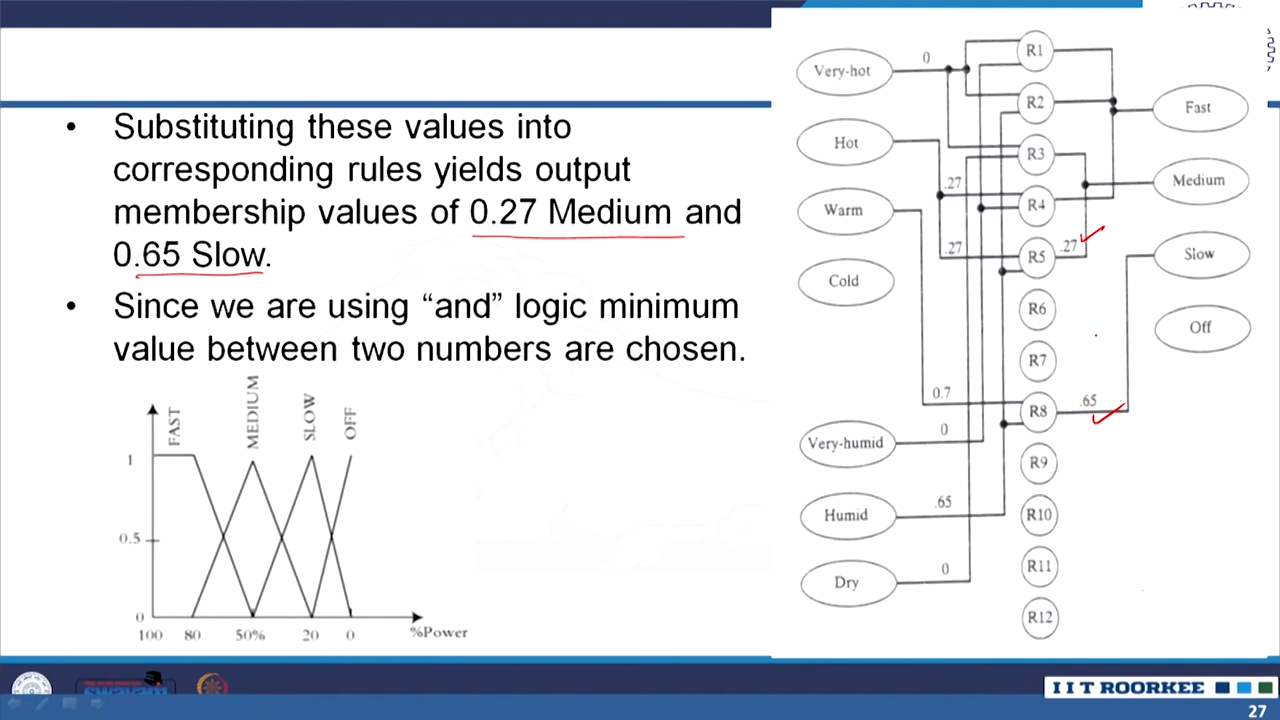 • Substituting these values into
corresponding rules yields output
membership values of 0.27 Medium and
0.65 Slow.
• Since we are using “and” logic minimum
value between two numbers are chosen.
FAST
MEDIUM
SLOW
OFF
1
0.5
0
100 80 50% 20 0 %Power
Very-hot
Hot
Warm
Cold
Very-humid
Humid
Dry
0
.27
.27
0.7
0
.65
0
R1
R2
R3
R4
R5
R6
R7
R8
R9
R10
R11
R12
.27
.65
Fast
Medium
Slow
Off
swayam
IIT ROORKEE
27